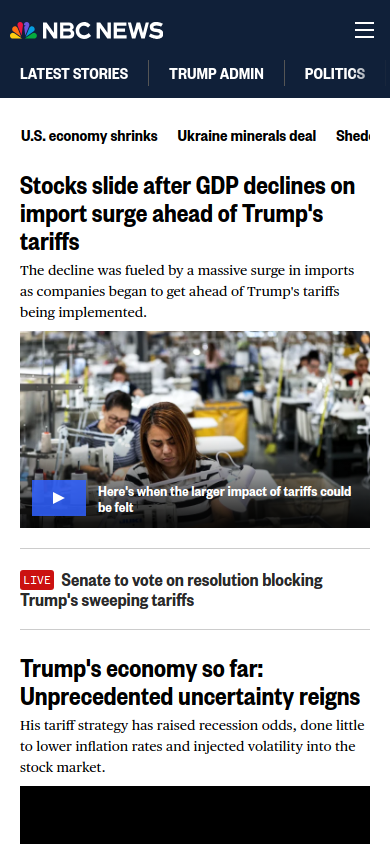 NBC NEWS
LATEST STORIES
TRUMP ADMIN
POLITICS
U.S. economy shrinks
Ukraine minerals deal
Stocks slide after GDP declines on
import surge ahead of Trump's
tariffs
The decline was fueled by a massive surge in imports
as companies began to get ahead of Trump's tariffs
being implemented.
Here's when the larger impact of tariffs could
be felt
LIVE Senate to vote on resolution blocking
Trump's sweeping tariffs
Trump's economy so far:
Unprecedented uncertainty reigns
His tariff strategy has raised recession odds, done little
to lower inflation rates and injected volatility into the
stock market.